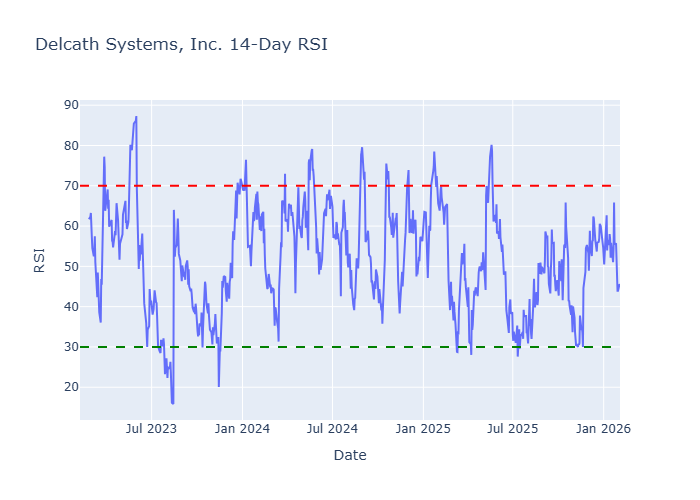 Delcath Systems, Inc. 14-Day RSI
90
80
70
60
50
40
30
20
RSI
Jul 2023
Jan 2024
Jul 2024
Jan 2025
Jul 2025
Jan 2026
Date